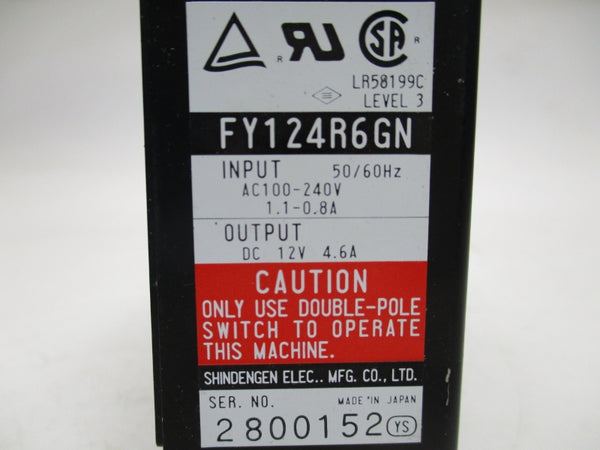 R
SA
LR58199C
LEVEL 3
FY124R6GN
INPUT 50/60Hz
AC100-240V
1.1-0.8A
OUTPUT
DC 12V 4.6A
CAUTION
ONLY USE DOUBLE-POLE
SWITCH TO OPERATE
THIS MACHINE.
SHINDENGEN ELEC.. MFG. CO., LTD.
SER. NO. MADE IN JAPAN
2800152 YS